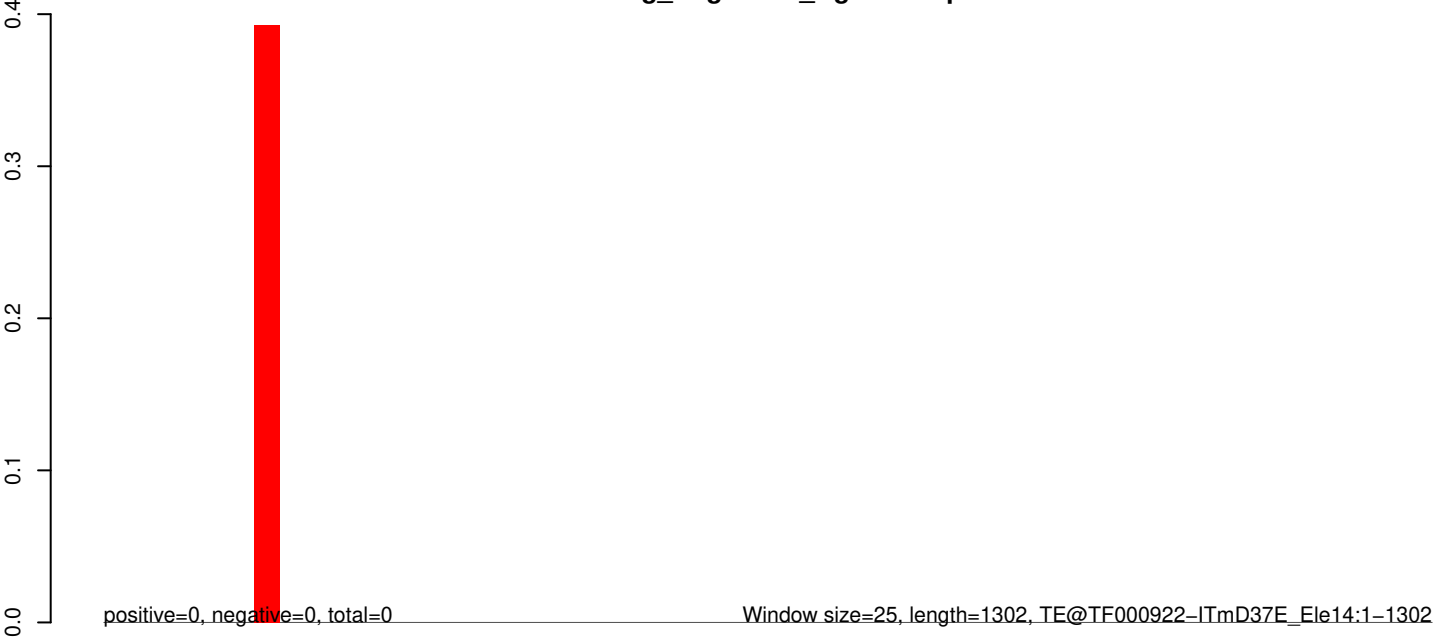 0.4
0.3
0.2
0.1
0.0
positive=0, negative=0, total=0
Window size=25, length=1302, TE@TF000922−ITmD37E_Ele14:1−1302